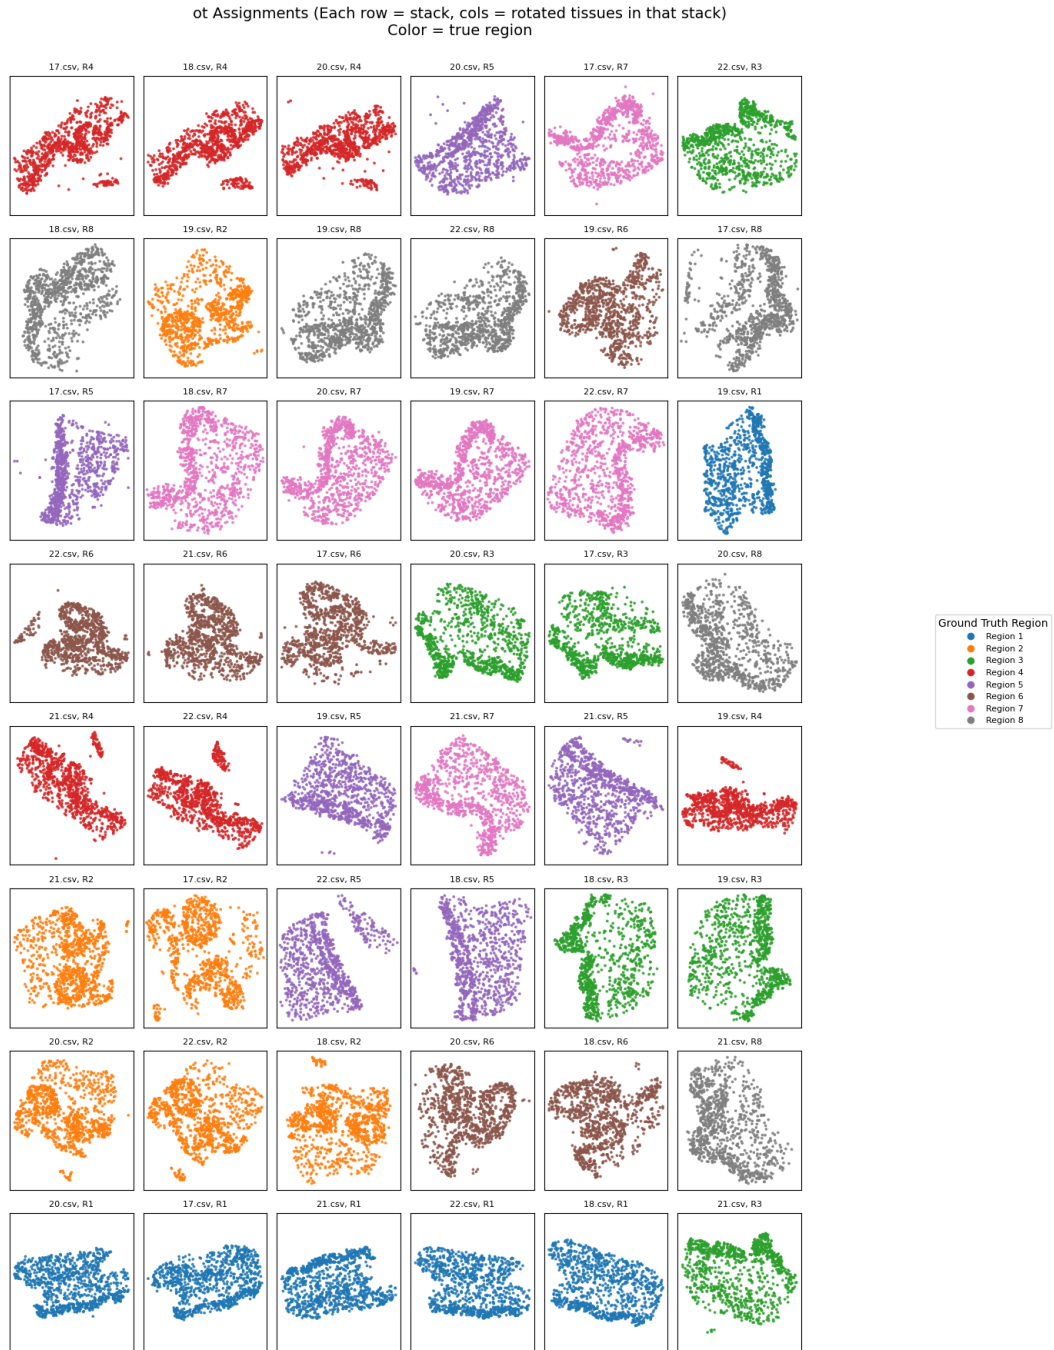 ot Assignments (Each row = stack, cols = rotated tissues in that stack)
Color = true region
17.csv, R4
18.csv, R4
20.csv, R4
20.csv, R5
17.csv, R7
22.csv, R3
18.csv, R8
19.csv, R2
19.csv, R8
22.csv, R8
19.csv, R6
17.csv, R8
17.csv, R5
18.csv, R7
20.csv, R7
19.csv, R7
22.csv, R7
19.csv, R1
22.csv, R6
21.csv, R6
17.csv, R6
20.csv, R3
17.csv, R3
20.csv, R8
Ground Truth Region
Region 1
Region 2
Region 3
Region 4
Region 5
Region 6
Region 7
Region 8
21.csv, R4
22.csv, R4
19.csv, R5
21.csv, R7
21.csv, R5
19.csv, R4
21.csv, R2
17.csv, R2
22.csv, R5
18.csv, R5
18.csv, R3
19.csv, R3
20.csv, R2
22.csv, R2
18.csv, R2
20.csv, R6
18.csv, R6
21.csv, R8
20.csv, R1
17.csv, R1
21.csv, R1
22.csv, R1
18.csv, R1
21.csv, R3